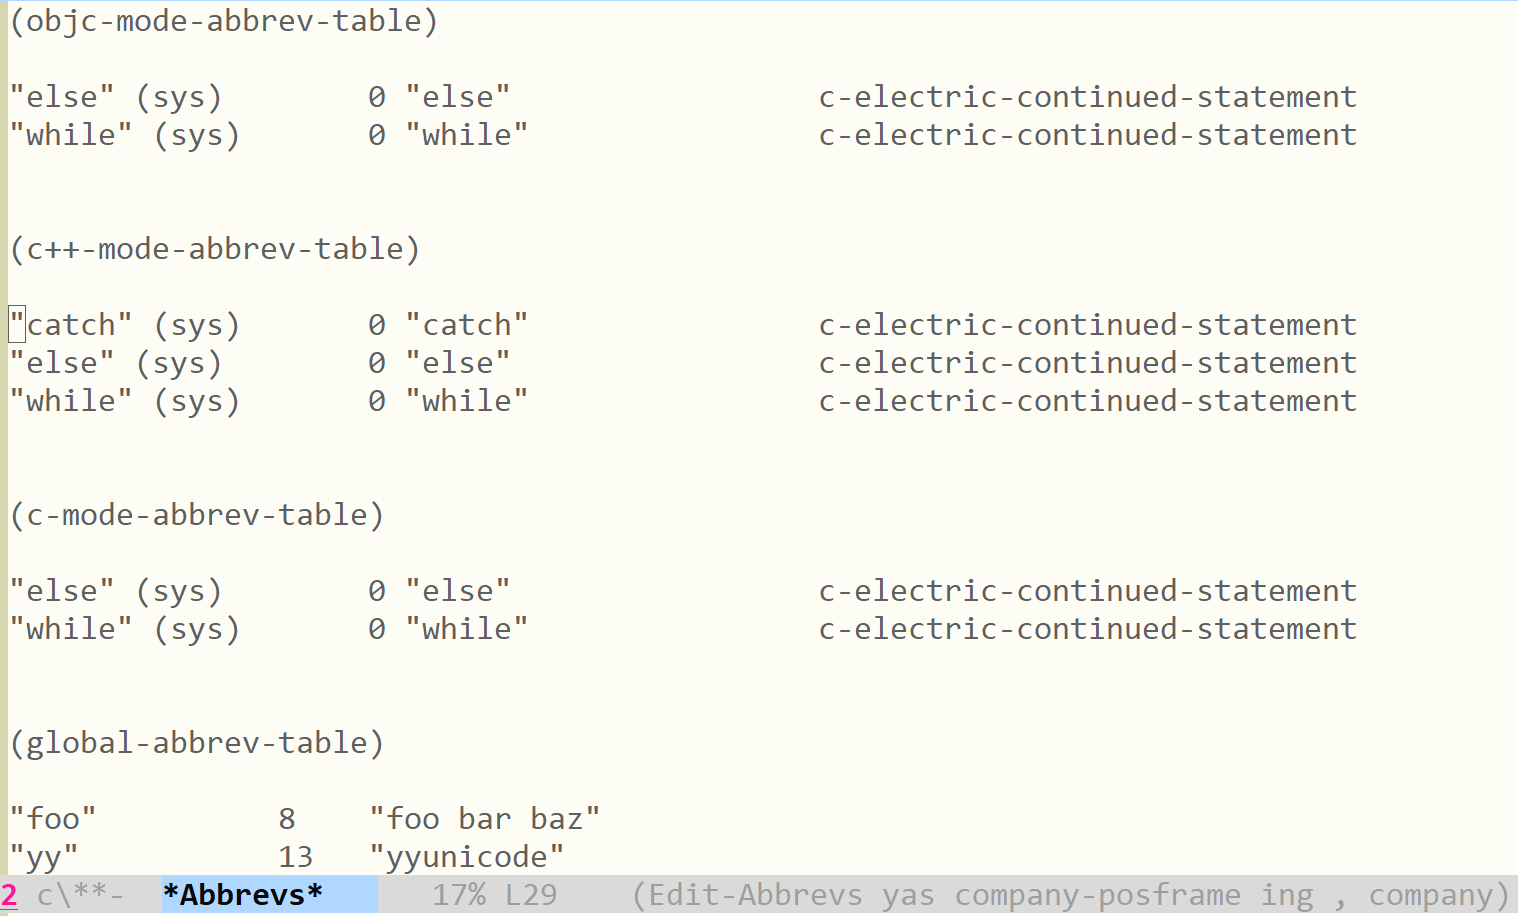 (objc-mode-abbrev-table)
"else" (sys)        0 "else"                 c-electric-continued-statement
"while" (sys)       0 "while"                c-electric-continued-statement
(c++-mode-abbrev-table)
"catch" (sys)       0 "catch"                c-electric-continued-statement
"else" (sys)        0 "else"                 c-electric-continued-statement
"while" (sys)       0 "while"                c-electric-continued-statement
(c-mode-abbrev-table)
"else" (sys)        0 "else"                 c-electric-continued-statement
"while" (sys)       0 "while"                c-electric-continued-statement
(global-abbrev-table)
"foo"          8    "foo bar baz"
"yy"           13   "yyunicode"
2 c\**-  *Abbrevs*      17% L29    (Edit-Abbrevs yas company-posframe ing , company)